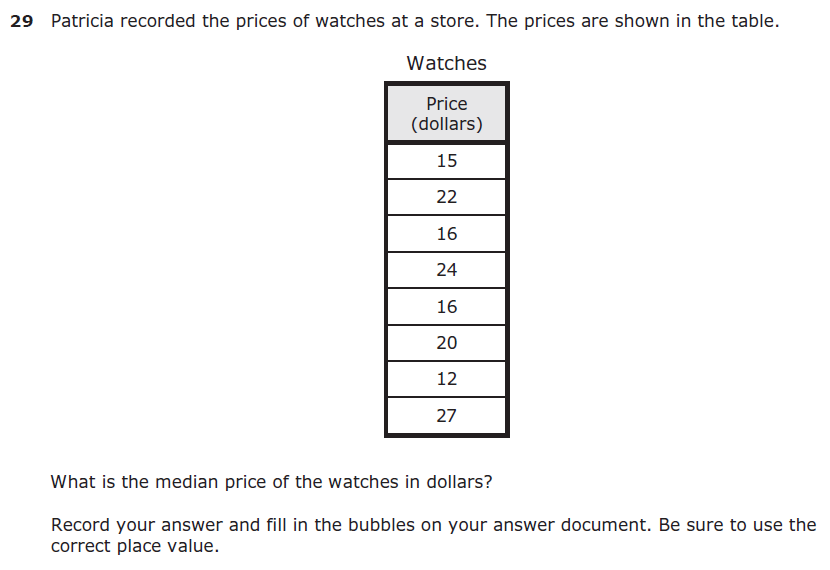 29 Patricia recorded the prices of watches at a store. The prices are shown in the table.
Watches
Price
(dollars)
15
22
16
24
16
20
12
27
What is the median price of the watches in dollars?
Record your answer and fill in the bubbles on your answer document. Be sure to use the
correct place value.